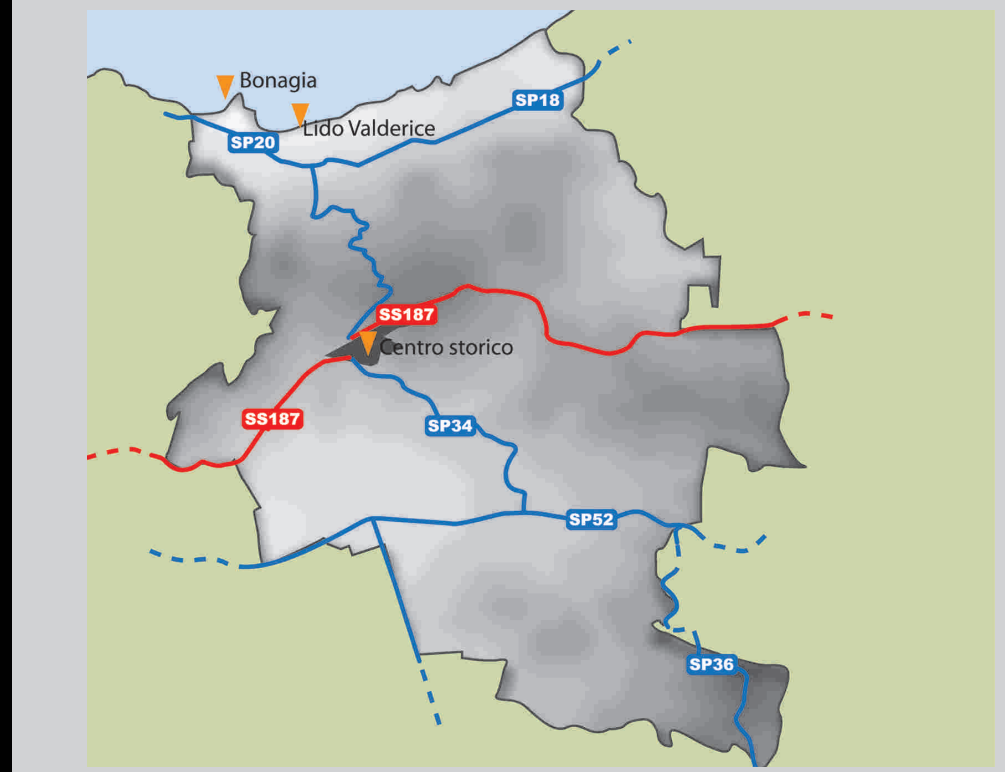 Bonagia
SP18
Lido Valderice
SP20
SS187
Centro storico
SS187
SP34
SP52
SP36